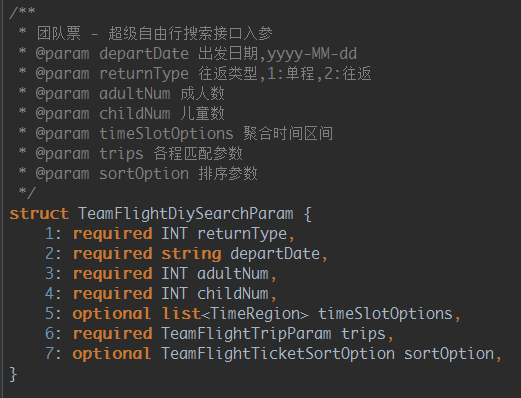 /**
* 团队票 - 超级自由行搜索接口入参
* @param departDate 出发日期,yyyy-MM-dd
* @param returnType 往返类型,1:单程,2:往返
* @param adultNum 成人数
* @param childNum 儿童数
* @param timeSlotOptions 聚合时间区间
* @param trips 各程匹配参数
* @param sortOption 排序参数
*/
struct TeamFlightDiySearchParam {
1: required INT returnType,
2: required string departDate,
3: required INT adultNum,
4: required INT childNum,
5: optional list<TimeRegion> timeSlotOptions,
6: required TeamFlightTripParam trips,
7: optional TeamFlightTicketSortOption sortOption,
}